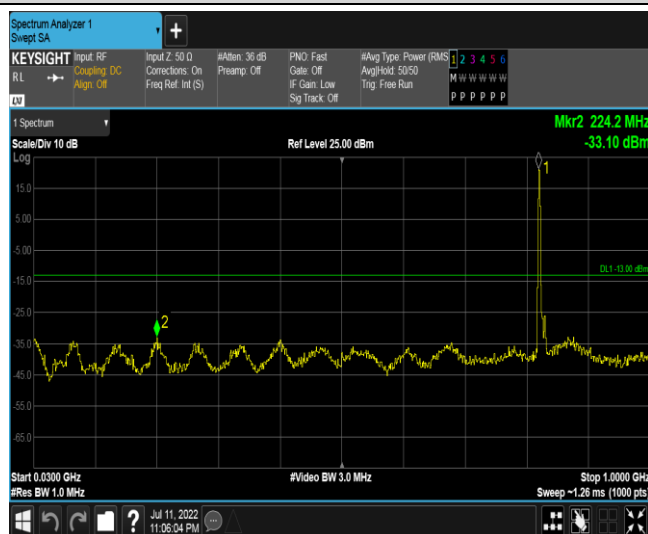 Spectrum Analyzer 1
Swept SA
+
KEYSIGHT
RL
LXI
Input: RF
Coupling: DC
Align: Off
Input Z: 50 Ω
Corrections: On
Freq Ref: Int (S)
#Atten: 36 dB
Preamp: Off
PNO: Fast
Gate: Off
IF Gain: Low
Sig Track: Off
#Avg Type: Power (RMS
Avg|Hold: 50/50
Trig: Free Run
1 2 3 4 5 6
M W W W W W
P P P P P P
1 Spectrum
Scale/Div 10 dB
Ref Level 25.00 dBm
Mkr2 224.2 MHz
-33.10 dBm
Log
1
15.0
5.00
-5.00
DL1 -13.00 dBm
-15.0
-25.0
2
-35.0
-45.0
-55.0
-65.0
Start 0.0300 GHz
#Video BW 3.0 MHz
Stop 1.0000 GHz
#Res BW 1.0 MHz
Sweep ~1.26 ms (1000 pts)
?
Jul 11, 2022
11:06:04 PM